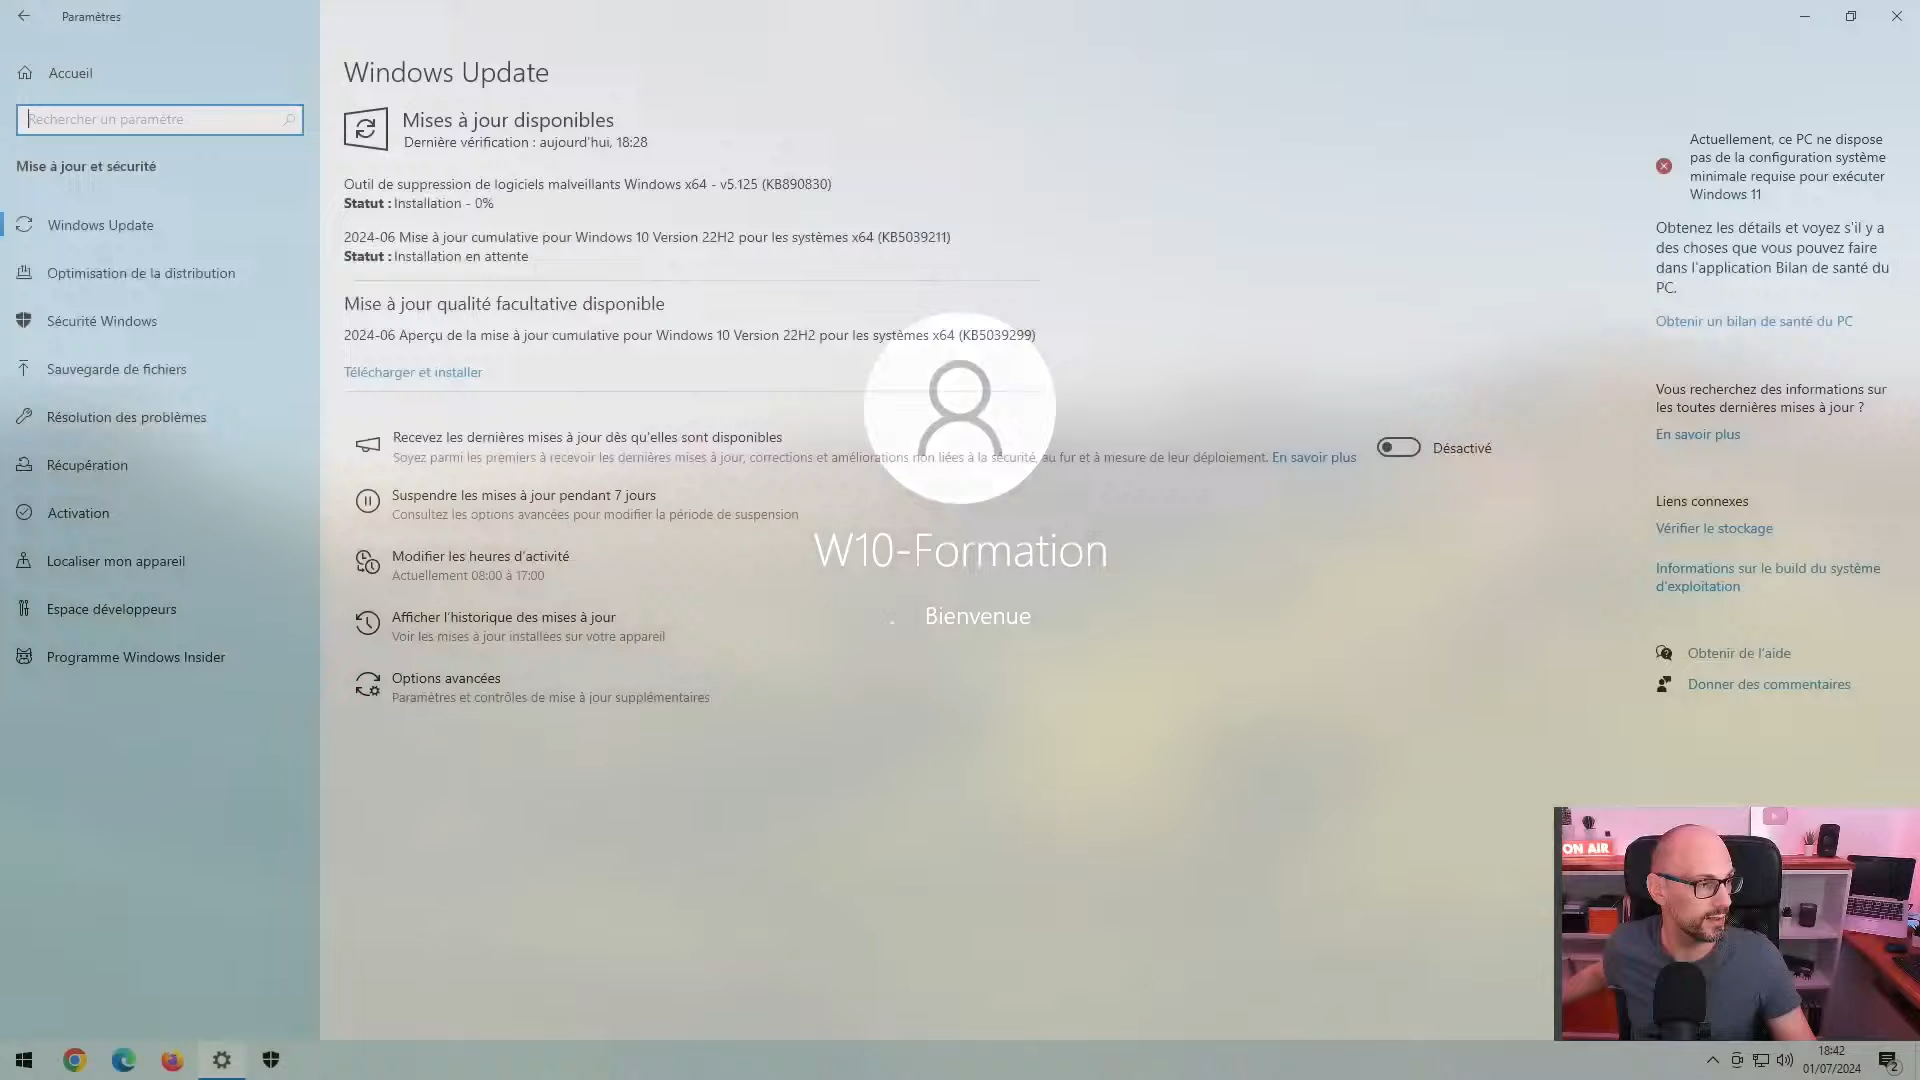 Paramètres
Accueil
Rechercher un paramètre
Mise à jour et sécurité
Windows Update
Optimisation de la distribution
Sécurité Windows
Sauvegarde de fichiers
Résolution des problèmes
Récupération
Activation
Localiser mon appareil
Espace développeurs
Programme Windows Insider
Windows Update
Mises à jour disponibles
Dernière vérification : aujourd'hui, 18:28
Outil de suppression de logiciels malveillants Windows x64 - v5.125 (KB890830)
Statut : Installation - 0%
2024-06 Mise à jour cumulative pour Windows 10 Version 22H2 pour les systèmes x64 (KB5039211)
Statut : Installation en attente
Mise à jour qualité facultative disponible
2024-06 Aperçu de la mise à jour cumulative pour Windows 10 Version 22H2 pour les systèmes x64 (KB5039299)
Télécharger et installer
Recevez les dernières mises à jour dès qu'elles sont disponibles
Soyez parmi les premiers à recevoir les dernières mises à jour, corrections et améliorations non liées à la sécurité, au fur et à mesure de leur déploiement. En savoir plus
Désactivé
Suspendre les mises à jour pendant 7 jours
Consultez les options avancées pour modifier la période de suspension
Modifier les heures d'activité
Actuellement 08:00 à 17:00
Afficher l'historique des mises à jour
Voir les mises à jour installées sur votre appareil
Options avancées
Paramètres et contrôles de mise à jour supplémentaires
W10-Formation
Bienvenue
Actuellement, ce PC ne dispose
pas de la configuration système
minimale requise pour exécuter
Windows 11
Obtenez les détails et voyez s'il y a
des choses que vous pouvez faire
dans l'application Bilan de santé du
PC.
Obtenir un bilan de santé du PC
Vous recherchez des informations sur
les toutes dernières mises à jour ?
En savoir plus
Liens connexes
Vérifier le stockage
Informations sur le build du système
d'exploitation
Obtenir de l'aide
Donner des commentaires
ON AIR
18:42
01/07/2024
2